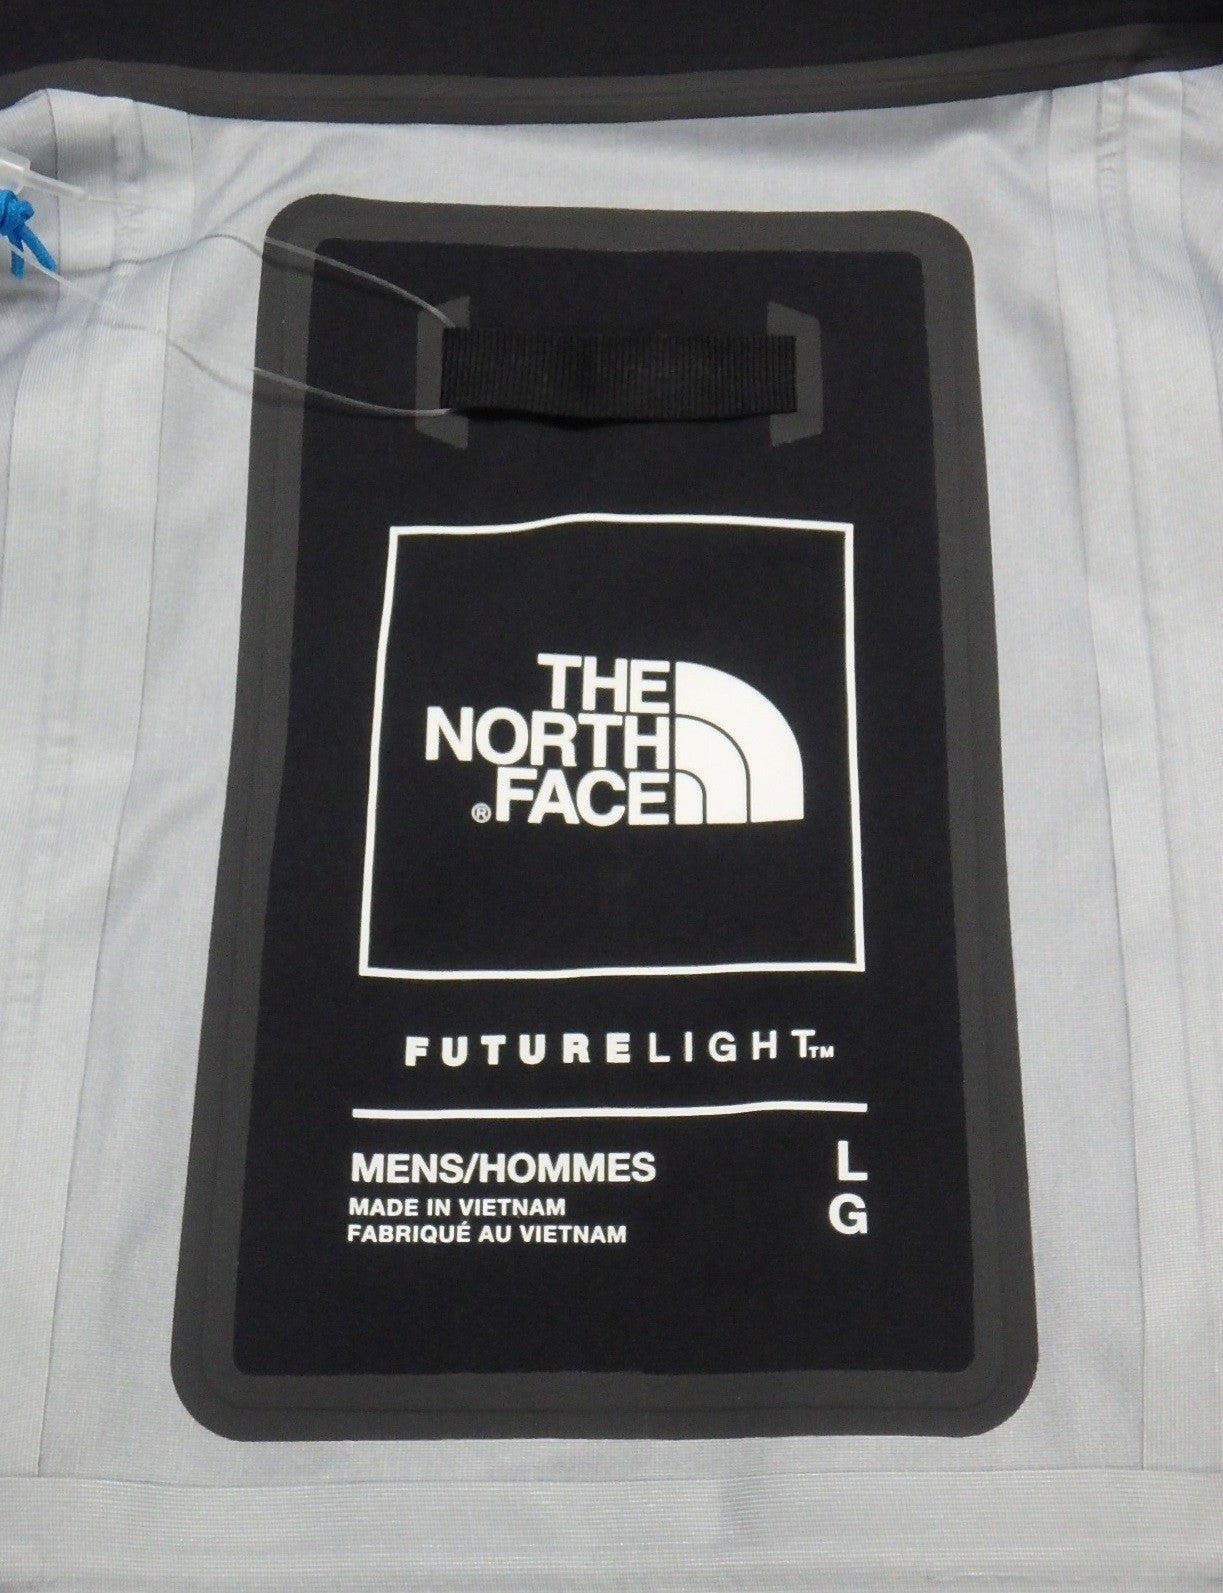 THE
NORTH
® FACE
FUTURELIGHT™
MENS/HOMMES L
MADE IN VIETNAM G
FABRIQUÉ AU VIETNAM